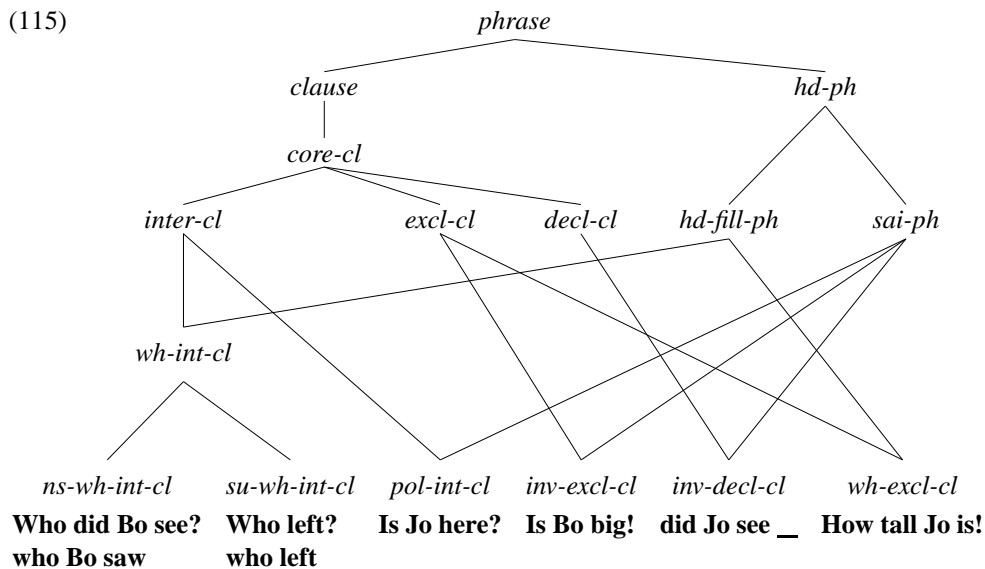 (115) phrase
clause hd-ph
core-cl
inter-cl excl-cl decl-cl hd-fill-ph sai-ph
wh-int-cl
ns-wh-int-cl su-wh-int-cl pol-int-cl inv-excl-cl inv-decl-cl wh-excl-cl
Who did Bo see? Who left? Is Jo here? Is Bo big! did Jo see _ How tall Jo is!
who Bo saw who left